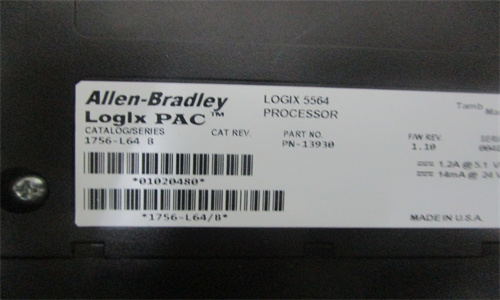 Allen-Bradley
Logix PAC™
LOGIX 5564
PROCESSOR
Tamb
CATALOG/SERIES CAT REV. PART NO. F/W REV.
1756-L64 B PN-13930 1.10
1.2A @ 5.1 V
14mA @ 24
*01020480*
*1756-L64/B*
MADE IN U.S.A.